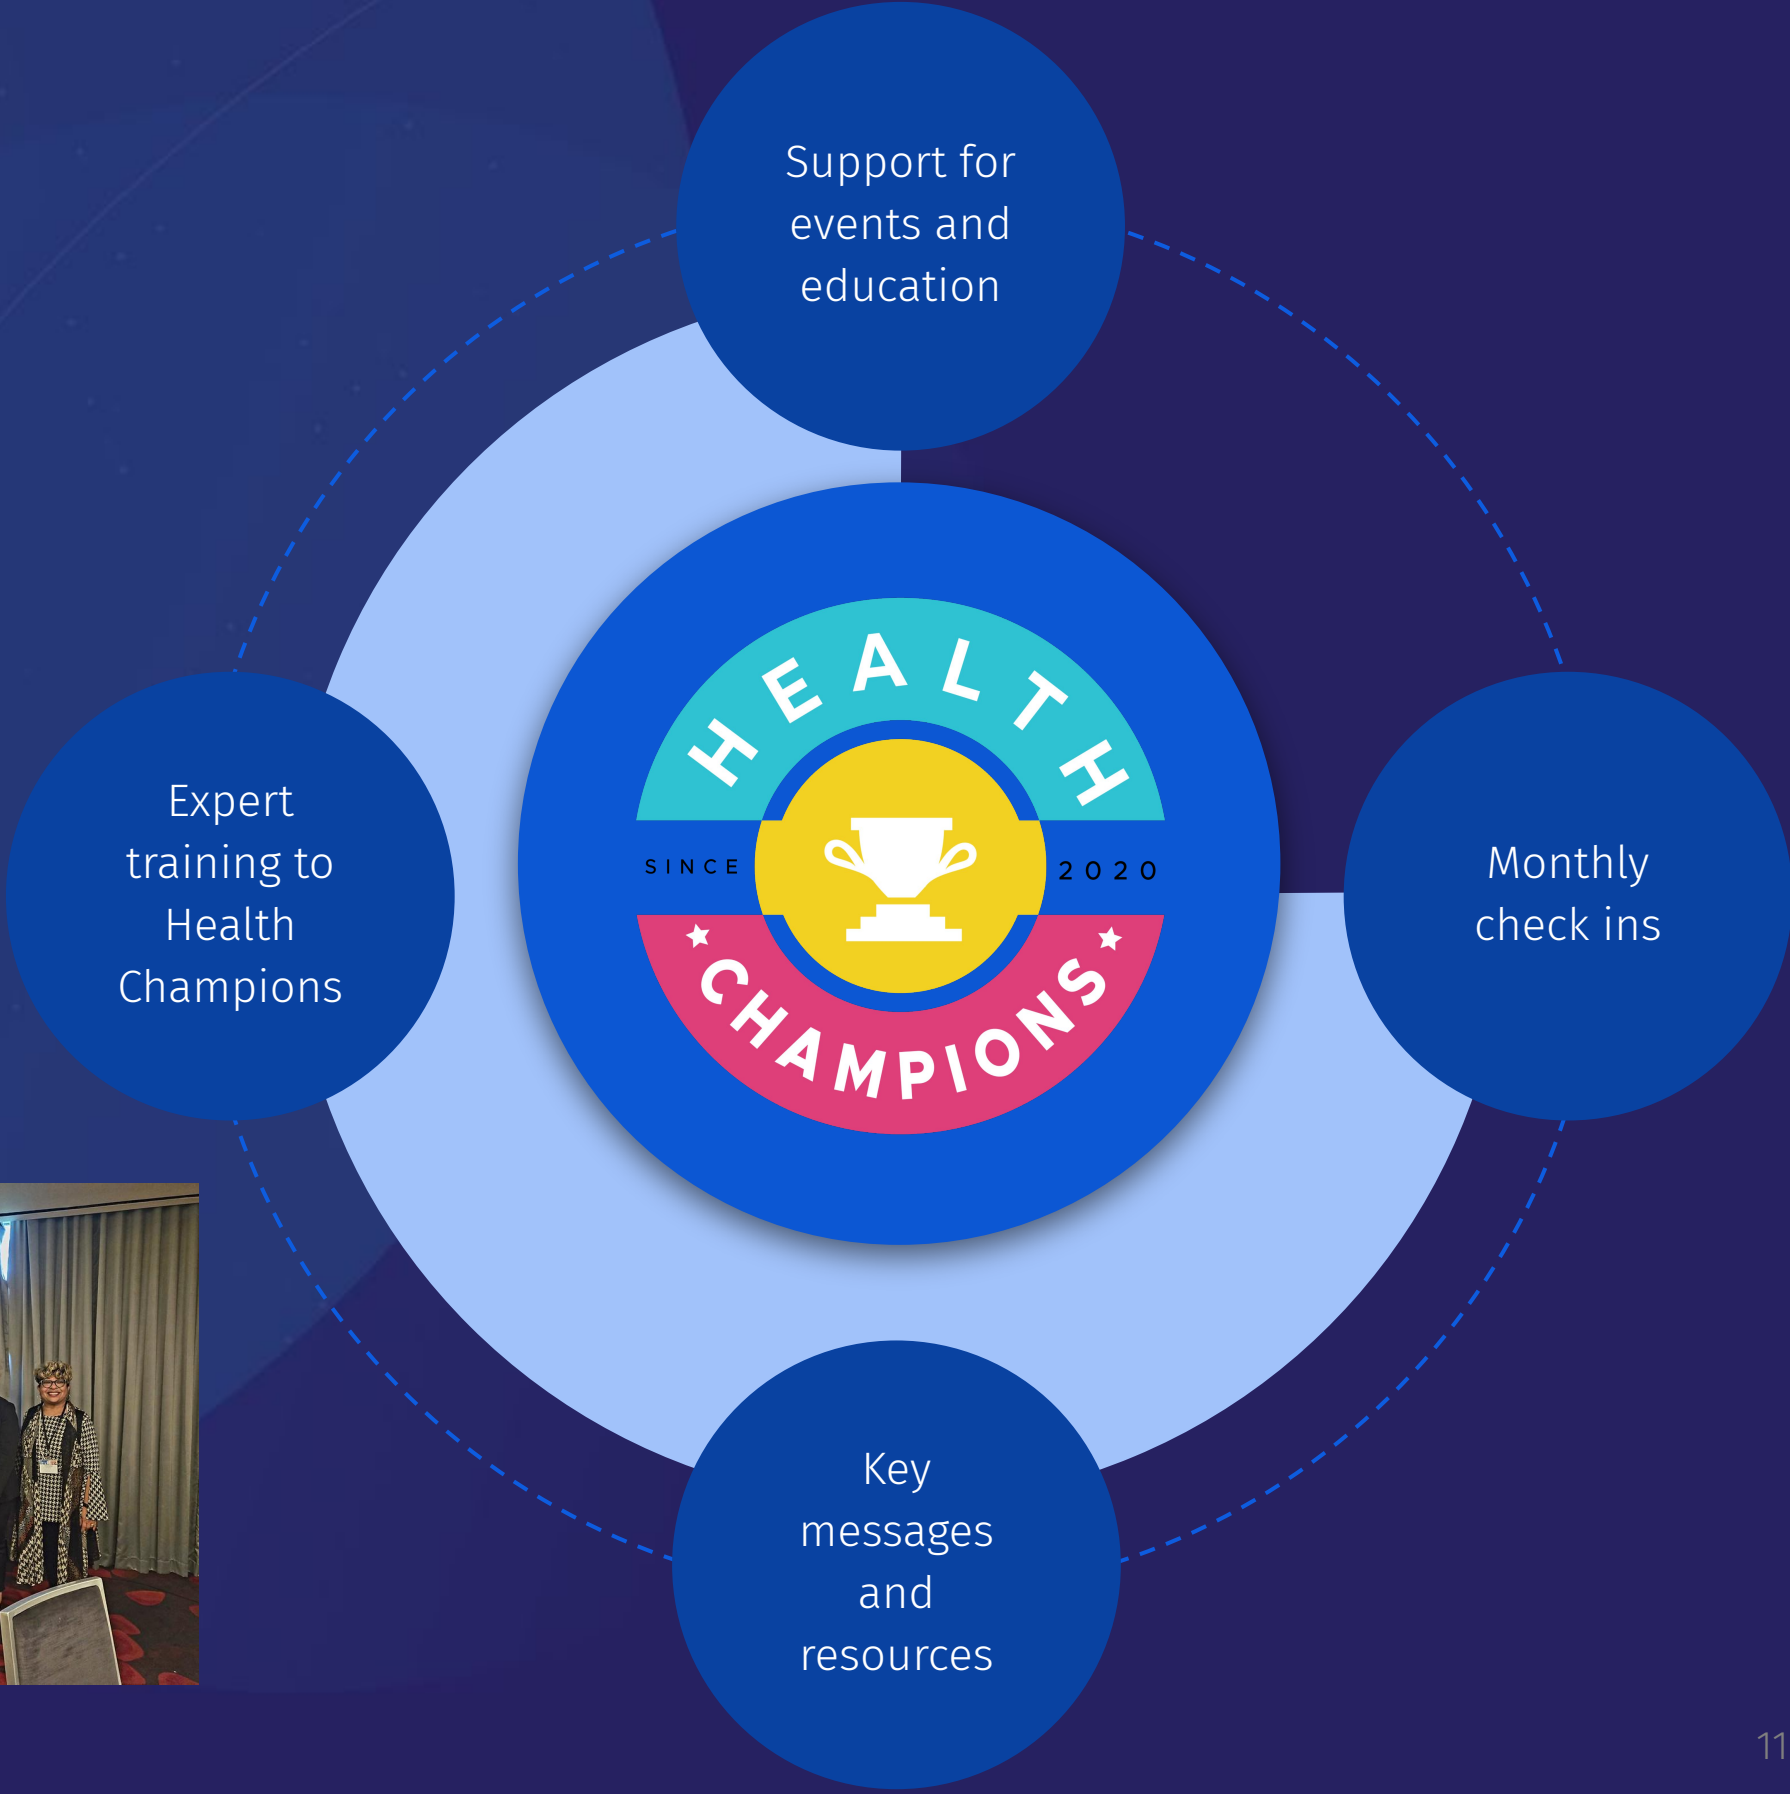 Support for
events and
education
HEALTH
SINCE
2020
CHAMPIONS
Expert
training to
Health
Champions
Monthly
check ins
Key
messages
and
resources
11